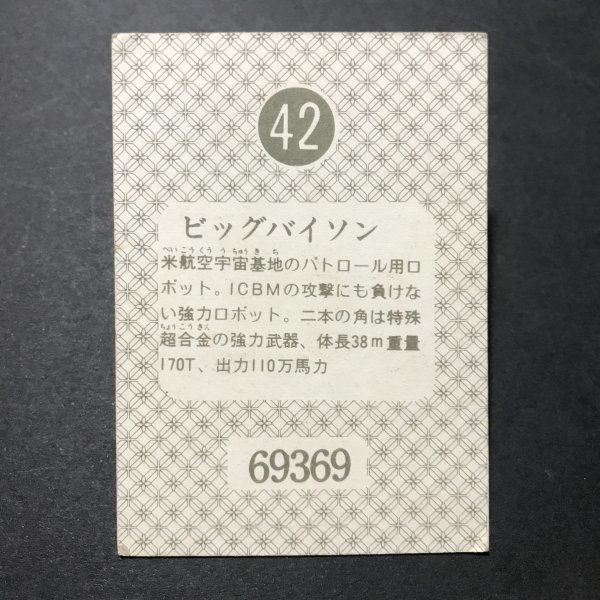 42
ビッグバイソン
べいこうくううちゅうきち
米航空宇宙基地のパトロール用ロ
ボット。ICBMの攻撃にも負けな
い強力ロボット。二本の角は特殊
ちょうこうきん
超合金の強力武器、体長38m重量
170T、出力110万馬力
69369